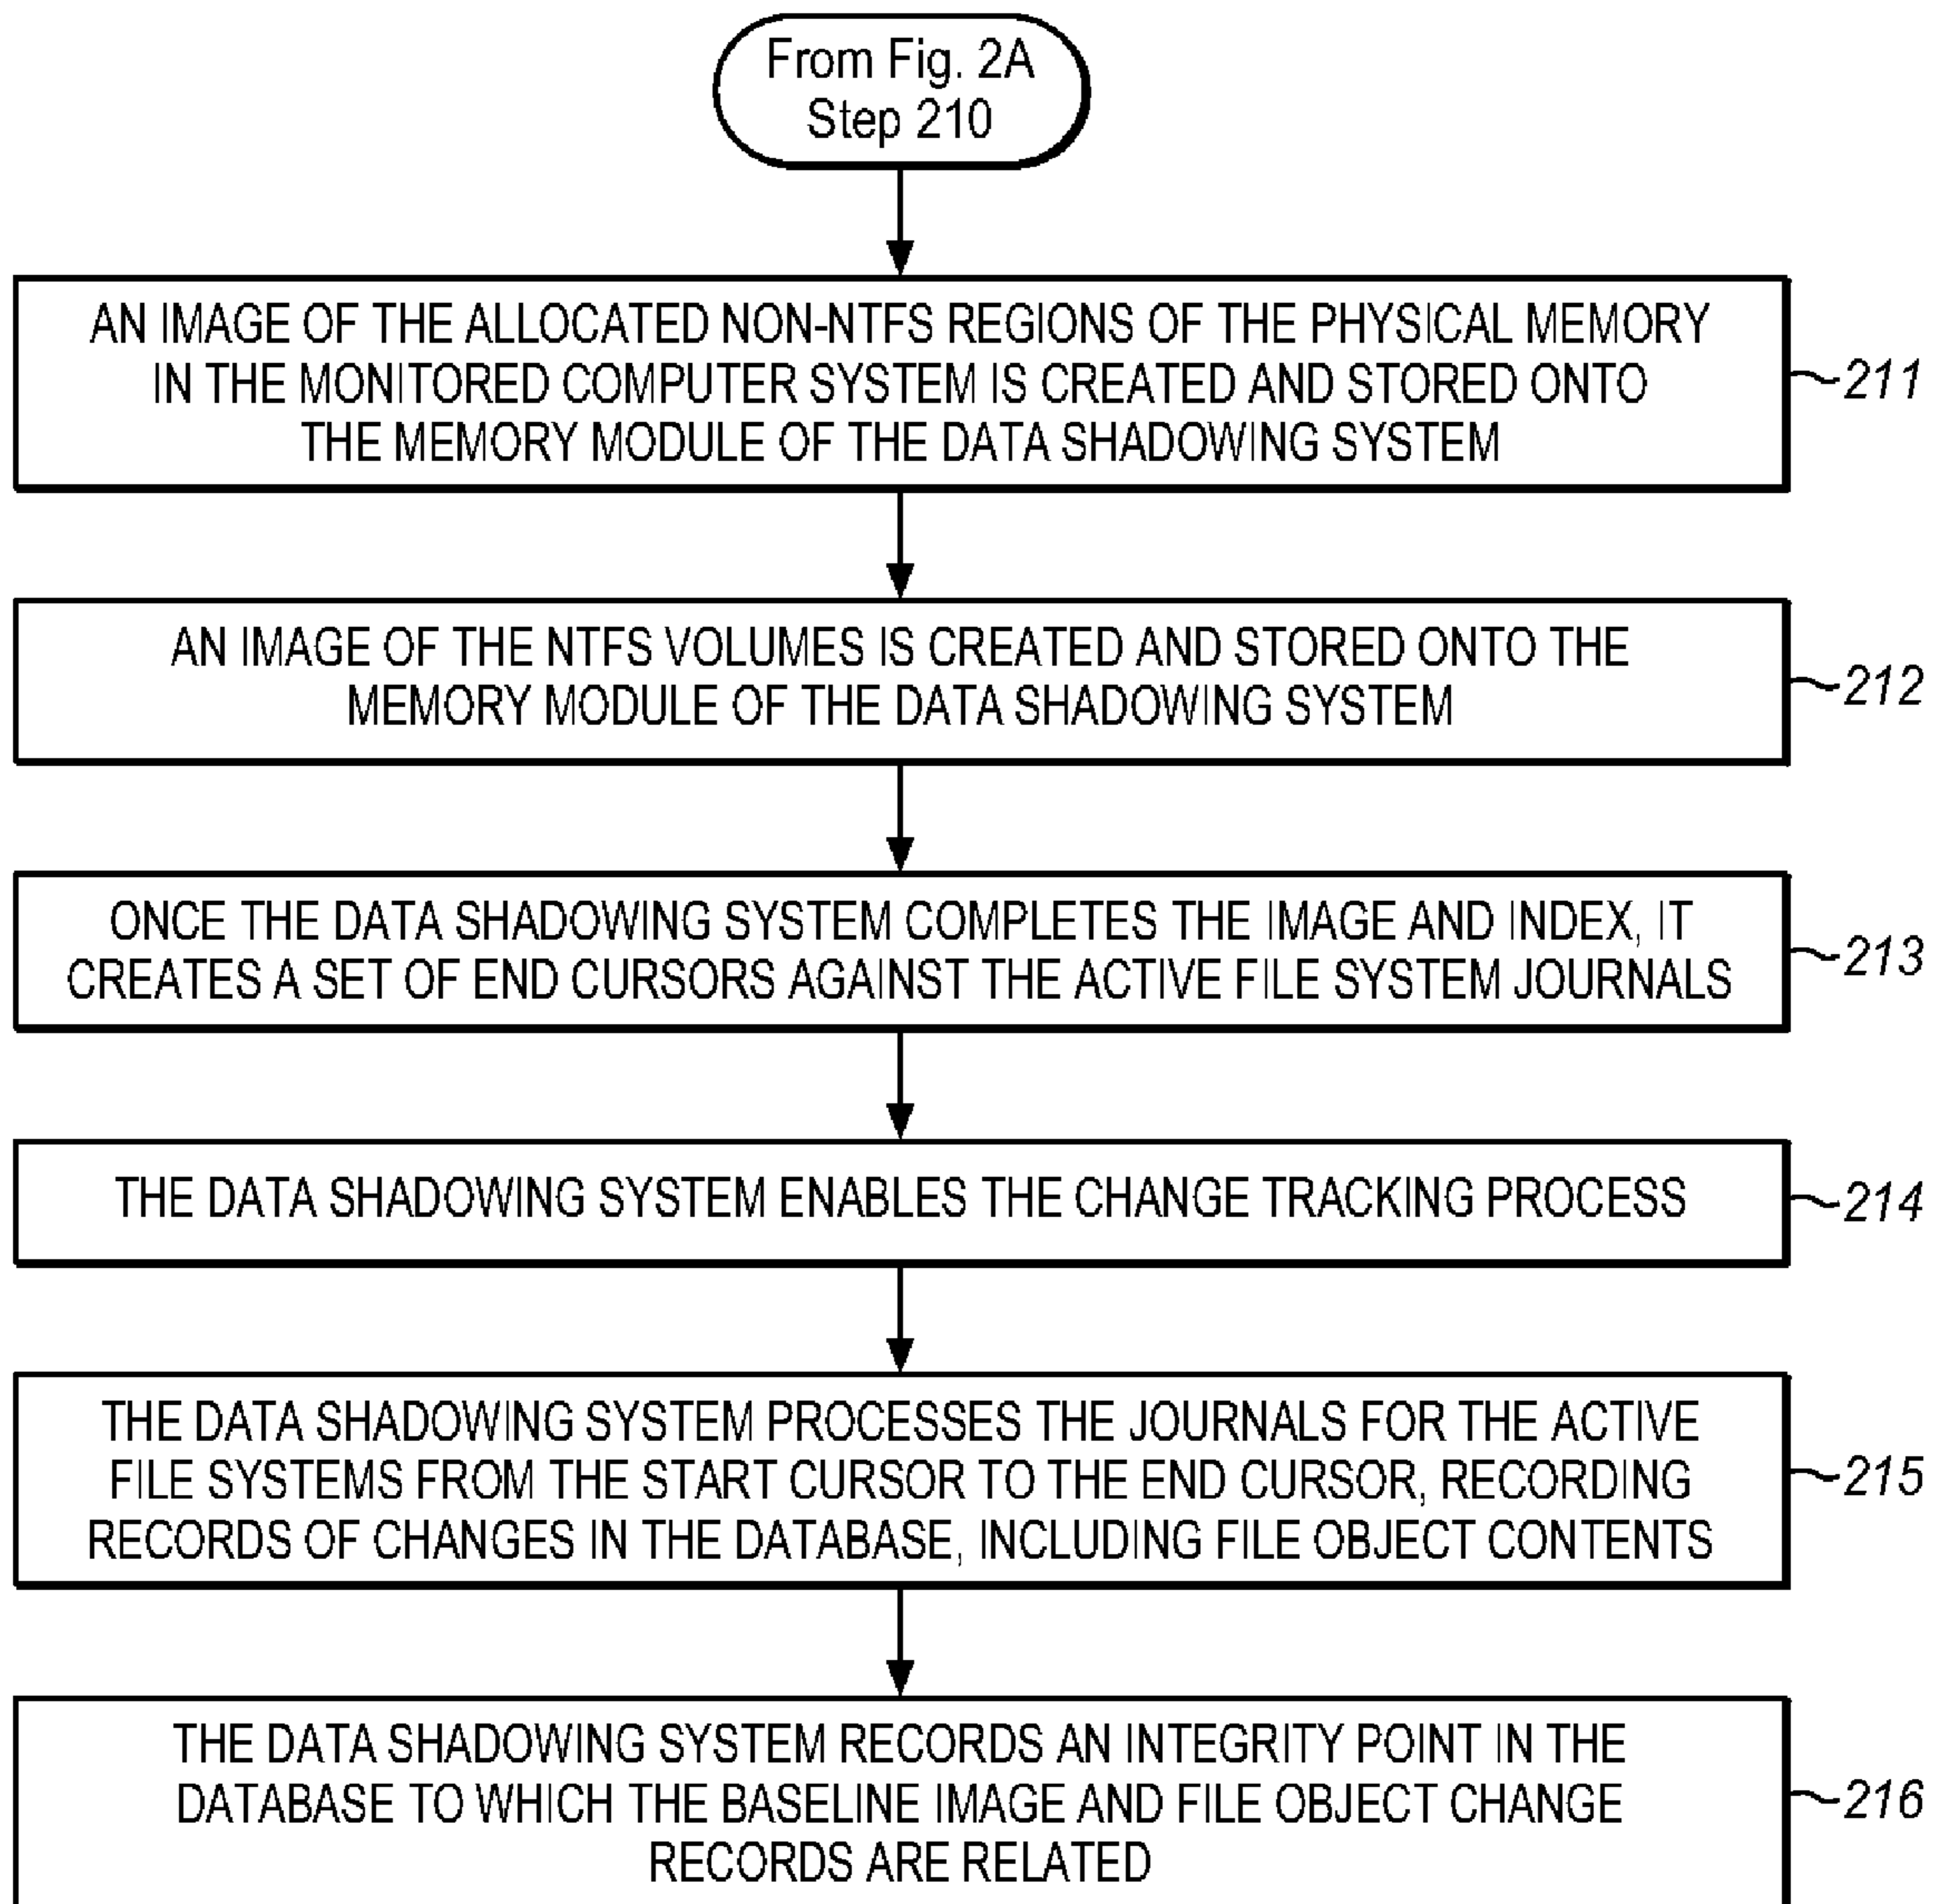 From Fig. 2A
Step 210
AN IMAGE OF THE ALLOCATED NON-NTFS REGIONS OF THE PHYSICAL MEMORY
IN THE MONITORED COMPUTER SYSTEM IS CREATED AND STORED ONTO
THE MEMORY MODULE OF THE DATA SHADOWING SYSTEM
211
AN IMAGE OF THE NTFS VOLUMES IS CREATED AND STORED ONTO THE
MEMORY MODULE OF THE DATA SHADOWING SYSTEM
212
ONCE THE DATA SHADOWING SYSTEM COMPLETES THE IMAGE AND INDEX, IT
CREATES A SET OF END CURSORS AGAINST THE ACTIVE FILE SYSTEM JOURNALS
213
THE DATA SHADOWING SYSTEM ENABLES THE CHANGE TRACKING PROCESS
214
THE DATA SHADOWING SYSTEM PROCESSES THE JOURNALS FOR THE ACTIVE
FILE SYSTEMS FROM THE START CURSOR TO THE END CURSOR, RECORDING
RECORDS OF CHANGES IN THE DATABASE, INCLUDING FILE OBJECT CONTENTS
215
THE DATA SHADOWING SYSTEM RECORDS AN INTEGRITY POINT IN THE
DATABASE TO WHICH THE BASELINE IMAGE AND FILE OBJECT CHANGE
RECORDS ARE RELATED
216